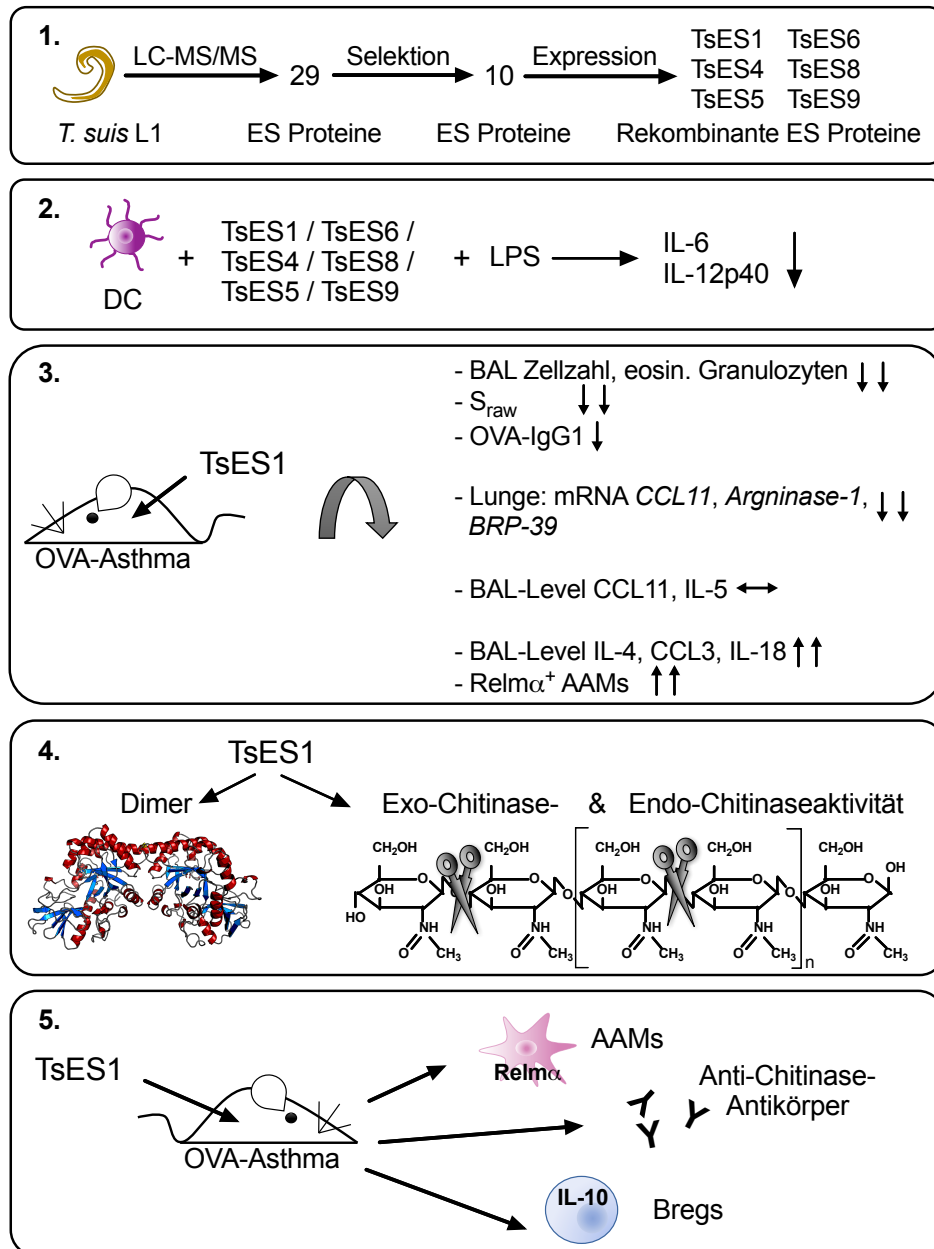 1.
LC-MS/MS Selektion Expression
29 10
TsES1 TsES6
TsES4 TsES8
TsES5 TsES9
T. suis L1 ES Proteine ES Proteine Rekombinante ES Proteine
2.
DC
+
TsES1 / TsES6 /
TsES4 / TsES8 /
TsES5 / TsES9
+ LPS
IL-6
IL-12p40
3.
TsES1
OVA-Asthma
- BAL Zellzahl, eosin. Granulozyten
- Sraw
- OVA-IgG1
- Lunge: mRNA CCL11, Argninase-1,
BRP-39
- BAL-Level CCL11, IL-5
- BAL-Level IL-4, CCL3, IL-18
- Relmα+ AAMs
4.
TsES1
Dimer
Exo-Chitinase- & Endo-Chitinaseaktivität
CH2OH CH2OH CH2OH CH2OH CH2OH
OH OH OH OH OH OH
HO O O
NH NH NH NH
O CH3 O CH3 O CH3 O CH3 n
5.
TsES1
OVA-Asthma
Relmα
AAMs
Anti-Chitinase-
Antikörper
IL-10
Bregs